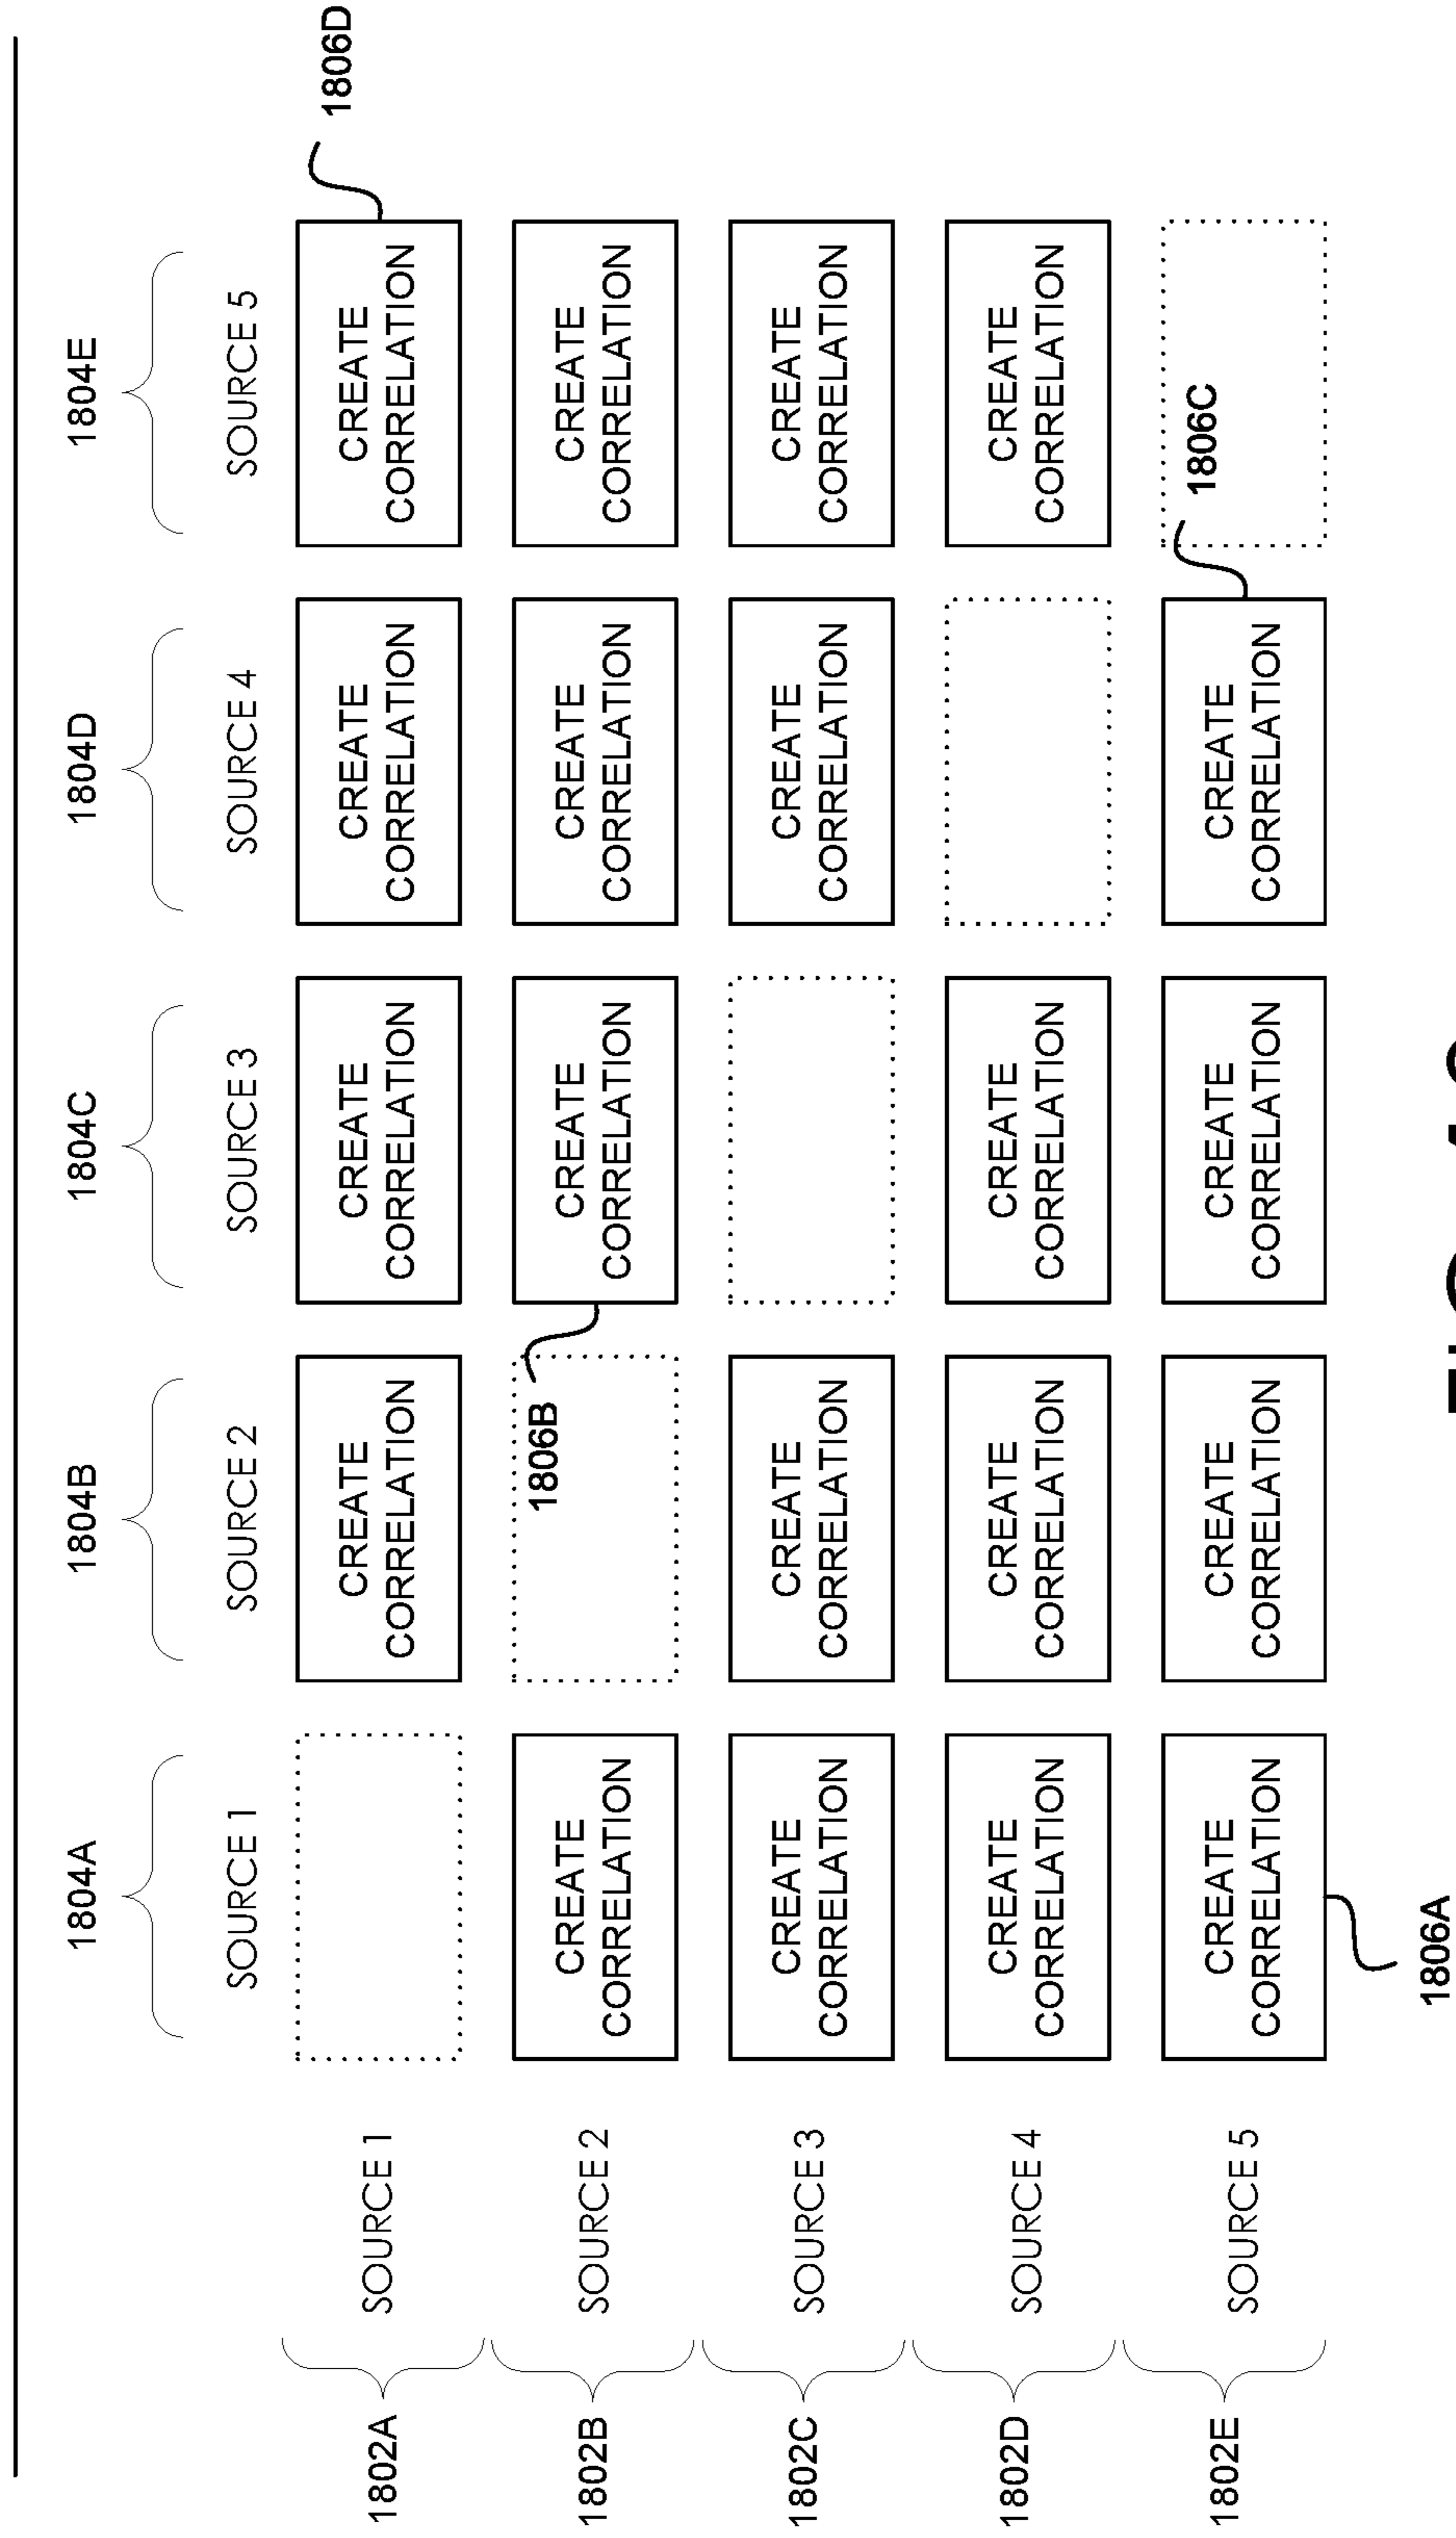 1804A
1804B
1804C
1804D
1804E
SOURCE 1
SOURCE 2
SOURCE 3
SOURCE 4
SOURCE 5
1802A
SOURCE 1
CREATE
CORRELATION
CREATE
CORRELATION
CREATE
CORRELATION
CREATE
CORRELATION
1806D
1802B
SOURCE 2
CREATE
CORRELATION
1806B
CREATE
CORRELATION
CREATE
CORRELATION
CREATE
CORRELATION
1802C
SOURCE 3
CREATE
CORRELATION
CREATE
CORRELATION
CREATE
CORRELATION
CREATE
CORRELATION
1802D
SOURCE 4
CREATE
CORRELATION
CREATE
CORRELATION
CREATE
CORRELATION
CREATE
CORRELATION
1802E
SOURCE 5
CREATE
CORRELATION
CREATE
CORRELATION
CREATE
CORRELATION
CREATE
CORRELATION
1806C
1806A